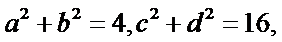 a² + b² = 4, c² + d² = 16,